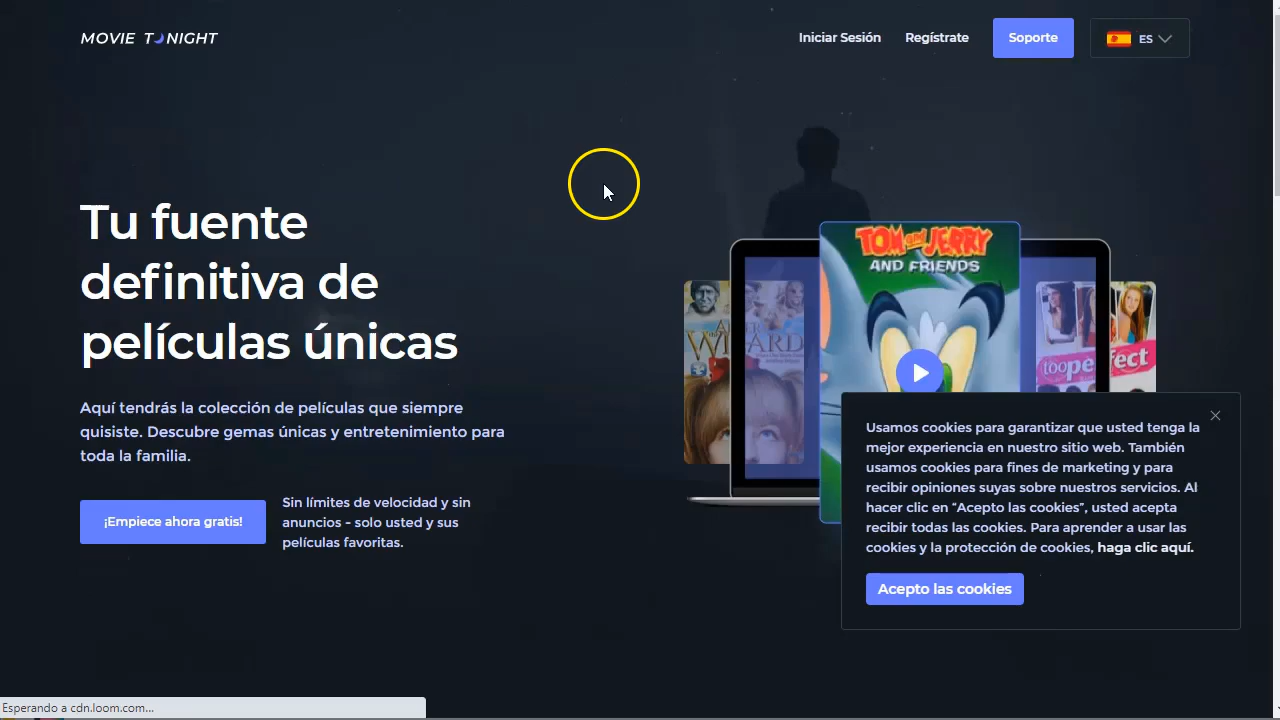 MOVIE TONIGHT
Iniciar Sesión
Regístrate
Soporte
ES
Tu fuente
definitiva de
películas únicas
Aquí tendrás la colección de películas que siempre
quisiste. Descubre gemas únicas y entretenimiento para
toda la familia.
¡Empiece ahora gratis!
Sin límites de velocidad y sin
anuncios - solo usted y sus
películas favoritas.
TOM and JERRY
AND FRIENDS
Usamos cookies para garantizar que usted tenga la
mejor experiencia en nuestro sitio web. También
usamos cookies para fines de marketing y para
recibir opiniones suyas sobre nuestros servicios. Al
hacer clic en “Acepto las cookies”, usted acepta
recibir todas las cookies. Para aprender a usar las
cookies y la protección de cookies, haga clic aquí.
Acepto las cookies
Esperando a cdn.loom.com...